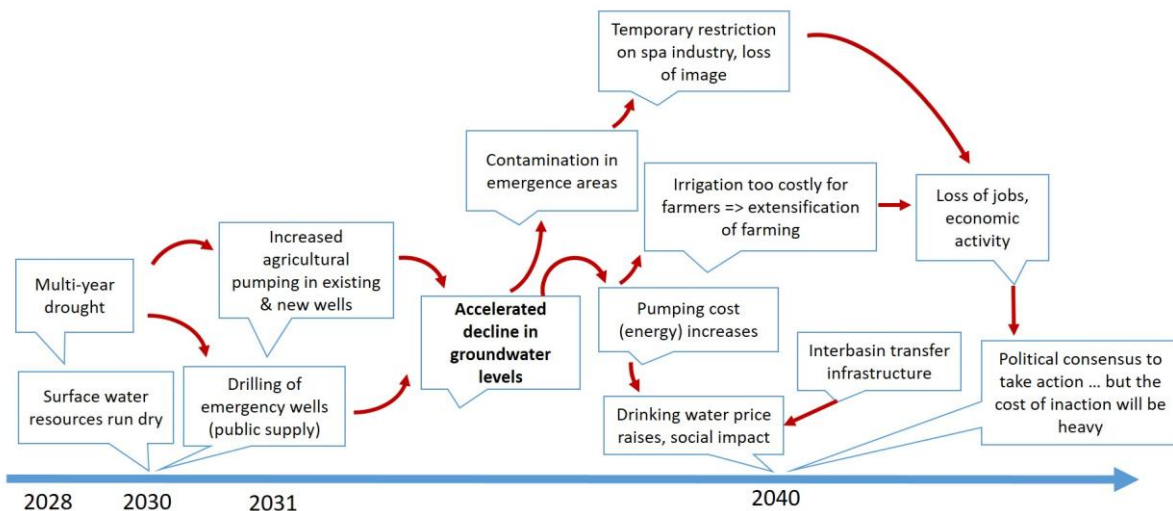 Temporary restriction
on spa industry, loss
of image
Contamination in
emergence areas
Irrigation too costly for
farmers => extensification
of farming
Loss of jobs,
economic
activity
Increased
agricultural
pumping in existing
& new wells
Multi-year
drought
Accelerated
decline in
groundwater
levels
Pumping cost
(energy) increases
Interbasin transfer
infrastructure
Political consensus to
take action ... but the
cost of inaction will be
heavy
Surface water
resources run dry
Drilling of
emergency wells
(public supply)
Drinking water price
raises, social impact
2028
2030
2031
2040